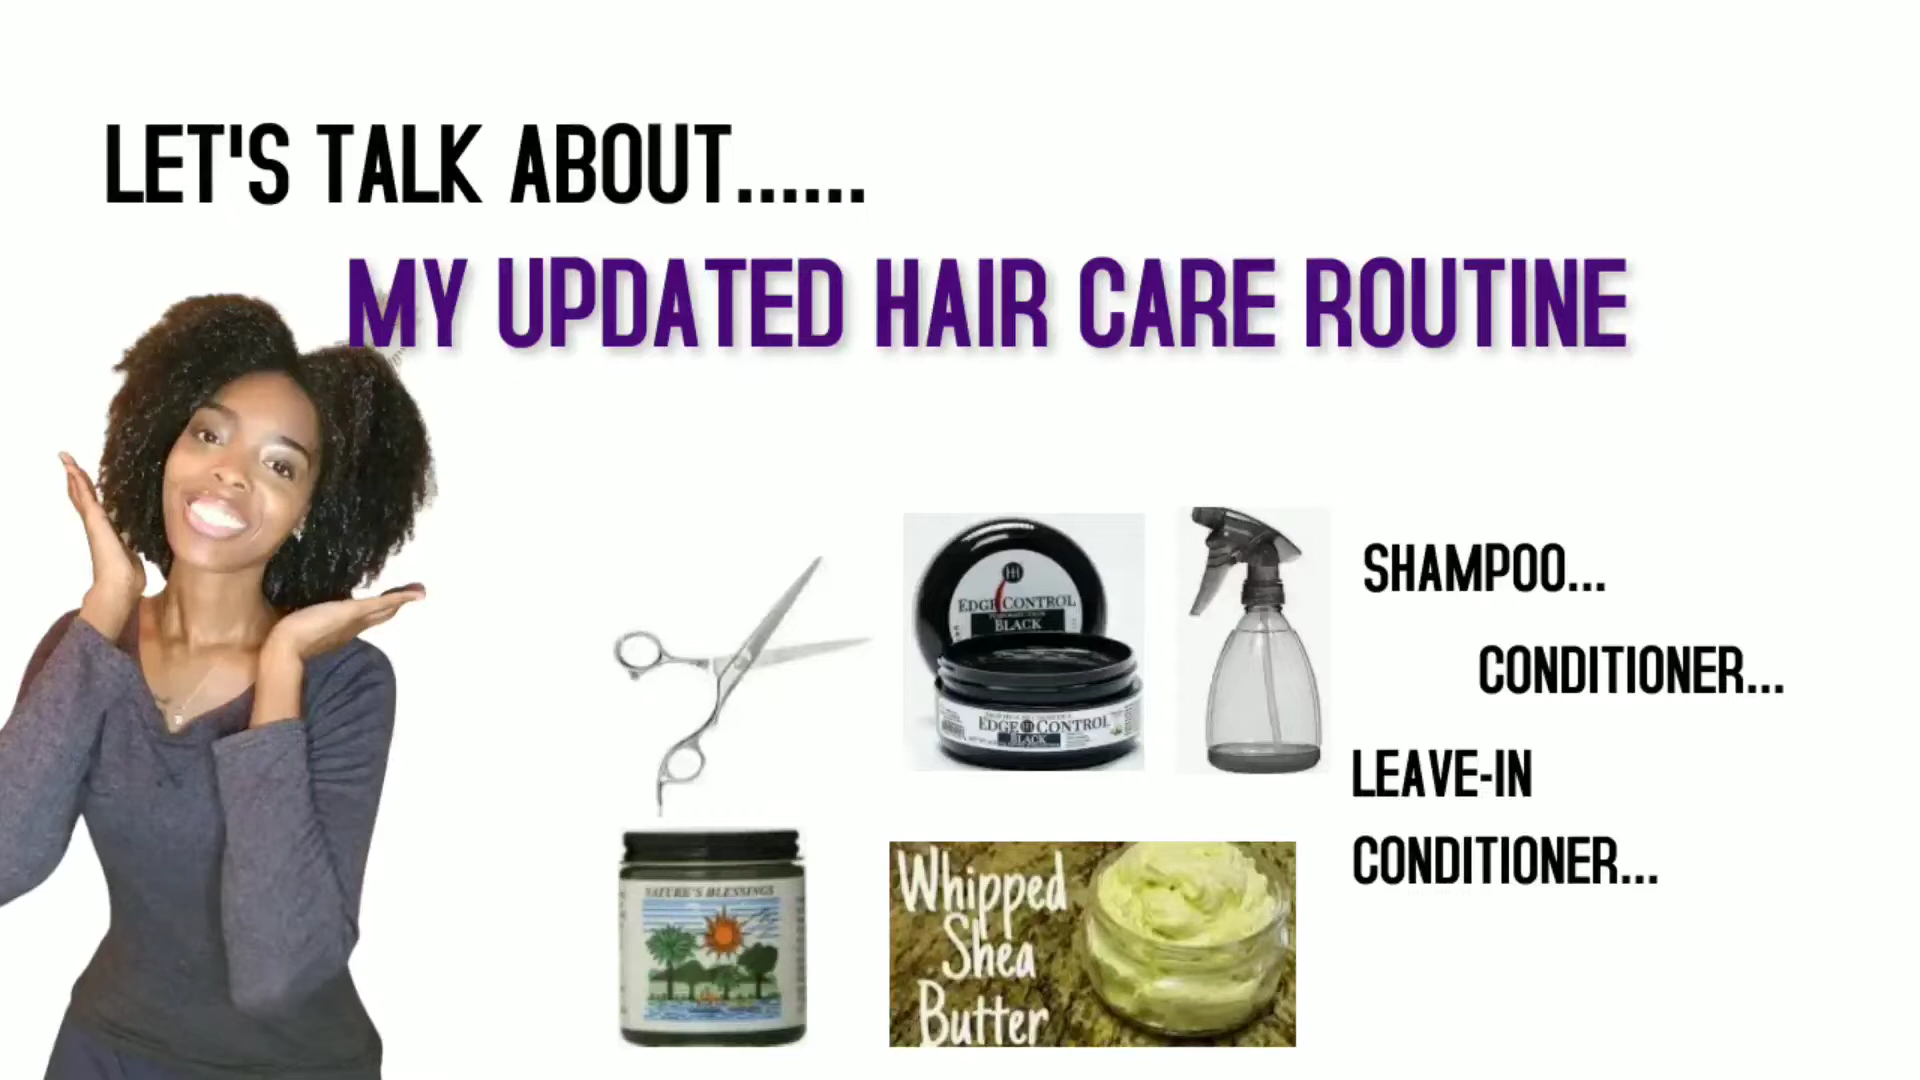 LET'S TALK ABOUT......
MY UPDATED HAIR CARE ROUTINE
EDGE CONTROL
BLACK
EDGE CONTROL
BLACK
SHAMPOO...
CONDITIONER...
LEAVE-IN
CONDITIONER...
NATURE'S BLESSINGS
Whipped
Shea
Butter